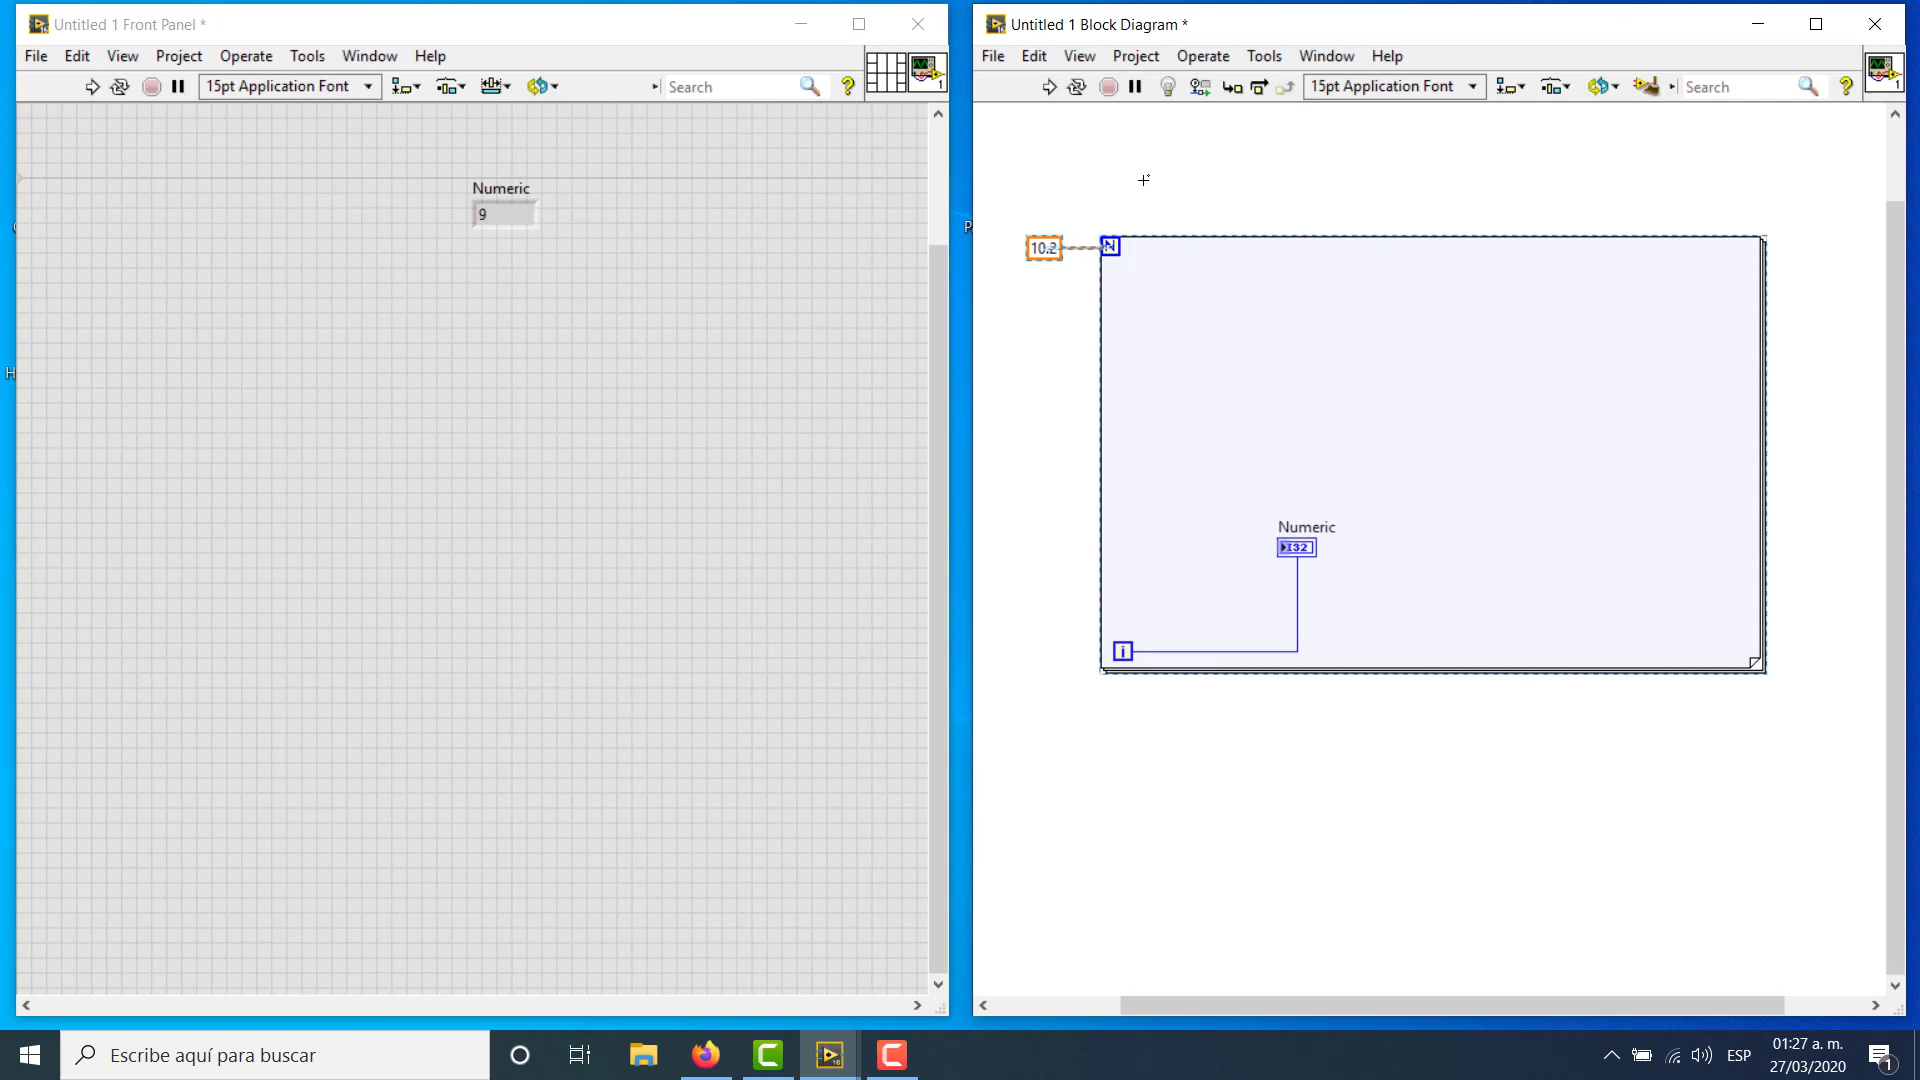 Untitled 1 Front Panel *
File Edit View Project Operate Tools Window Help
15pt Application Font
Search
Numeric
9
Untitled 1 Block Diagram *
File Edit View Project Operate Tools Window Help
15pt Application Font
Search
1
10.2
N
Numeric
I32
i
Escribe aquí para buscar
ESP
01:27 a. m.
27/03/2020
1